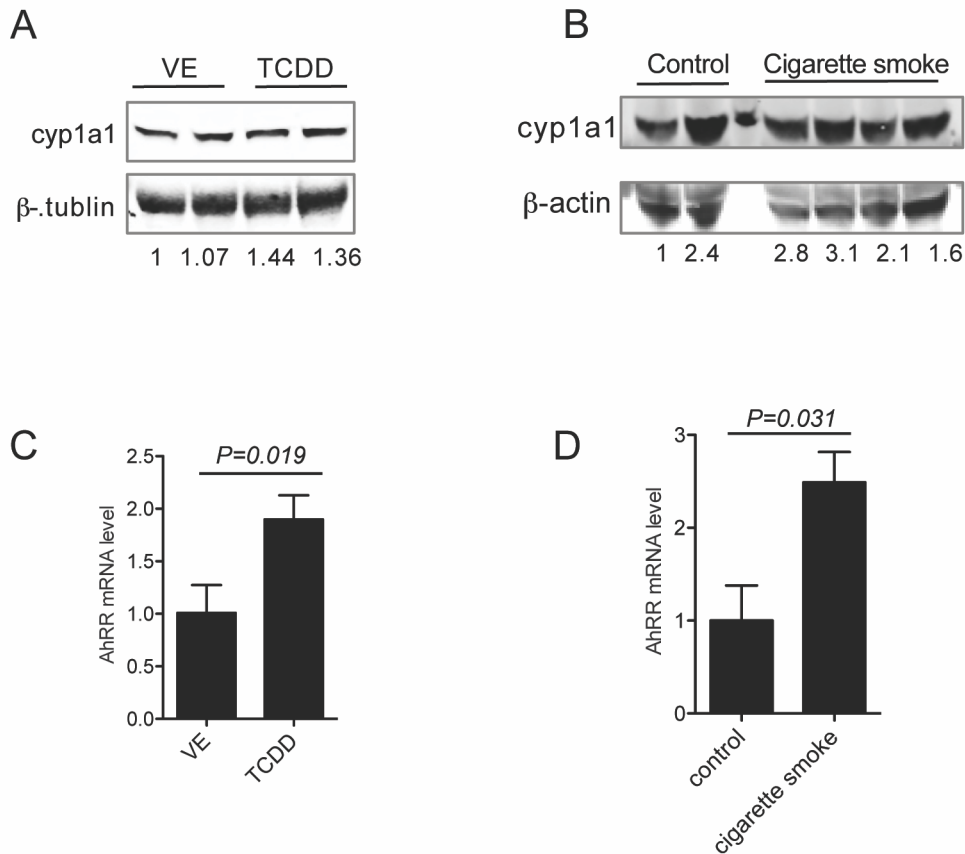 A
VE TCDD
cyp1a1
β-.tublin
1 1.07 1.44 1.36
B
Control Cigarette smoke
cyp1a1
β-actin
1 2.4 2.8 3.1 2.1 1.6
C
P=0.019
AhRR mRNA level
2.5
2.0
1.5
1.0
0.5
0.0
VE
TCDD
D
P=0.031
AhRR mRNA level
3
2
1
0
control
cigarette smoke